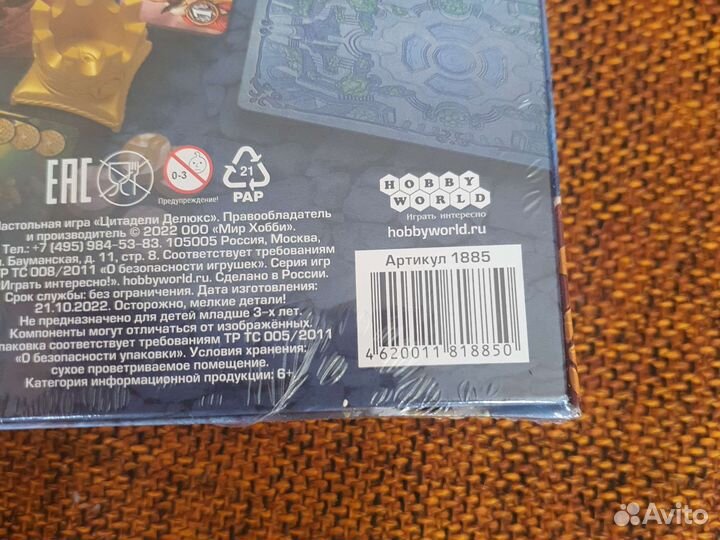 1
EAC
0-3
Предупреждение!
21
PAP
HOBBY
WORLD
Играть интересно
hobbyworld.ru
Настольная игра «Цитадели Делюкс». Правообладатель
и производитель © 2022 ООО «Мир Хобби».
Тел.: +7 (495) 984–53–83. 105005 Россия, Москва,
Бауманская, д. 11, стр. 8. Соответствует требованиям
ТР ТС 008/2011 «О безопасности игрушек». Серия игр
«Играть интересно!». hobbyworld.ru. Сделано в России.
Срок службы: без ограничения. Дата изготовления:
21.10.2022. Осторожно, мелкие детали!
Не предназначено для детей младше 3–х лет.
Компоненты могут отличаться от изображённых.
паковка соответствует требованиям ТР ТС 005/2011
«О безопасности упаковки». Условия хранения:
сухое проветриваемое помещение.
Категория информационной продукции: 6+
Артикул 1885
4 620011 818850
Avito